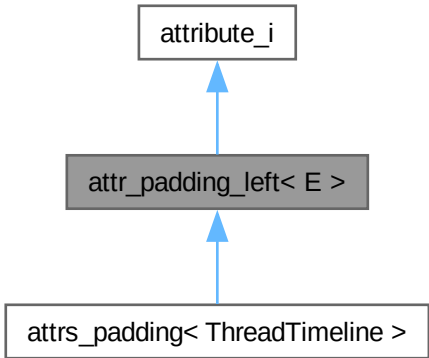 attribute_i
attr_padding_left< E >
attrs_padding< ThreadTimeline >